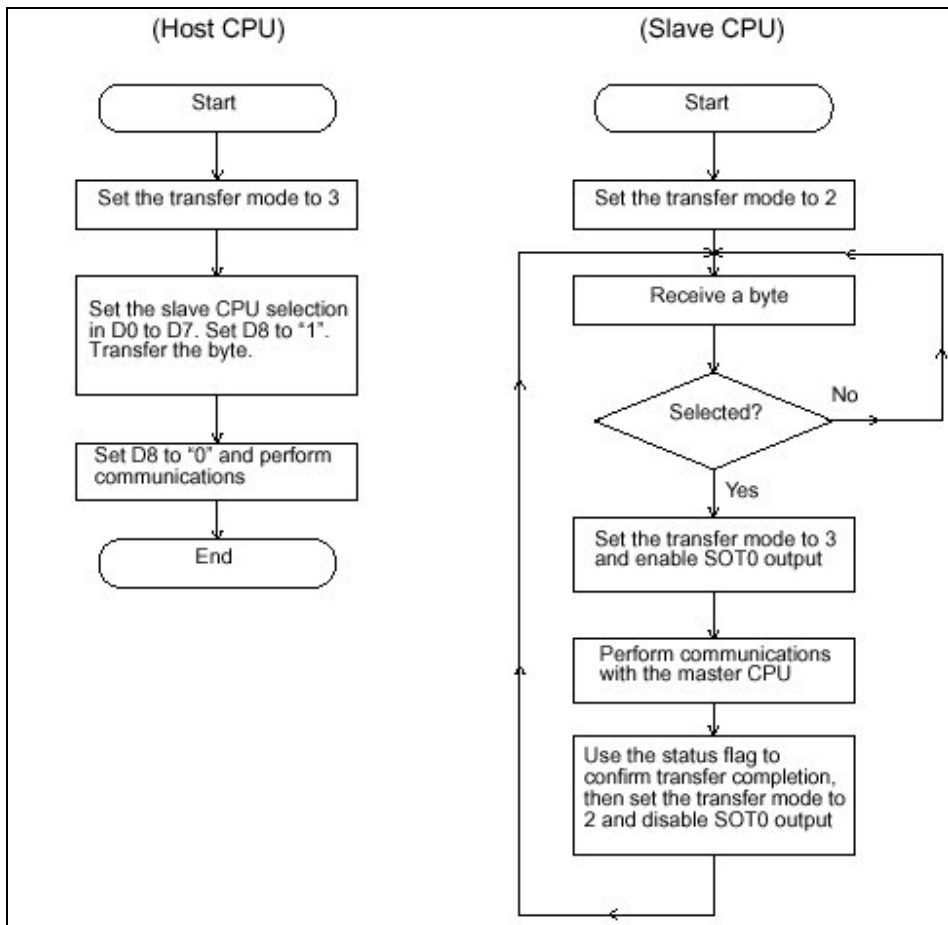 (Host CPU)
Start
Set the transfer mode to 3
Set the slave CPU selection
in D0 to D7. Set D8 to “1”.
Transfer the byte.
Set D8 to “0” and perform
communications
End
(Slave CPU)
Start
Set the transfer mode to 2
Receive a byte
Selected?
No
Yes
Set the transfer mode to 3
and enable SOT0 output
Perform communications
with the master CPU
Use the status flag to
confirm transfer completion,
then set the transfer mode to
2 and disable SOT0 output